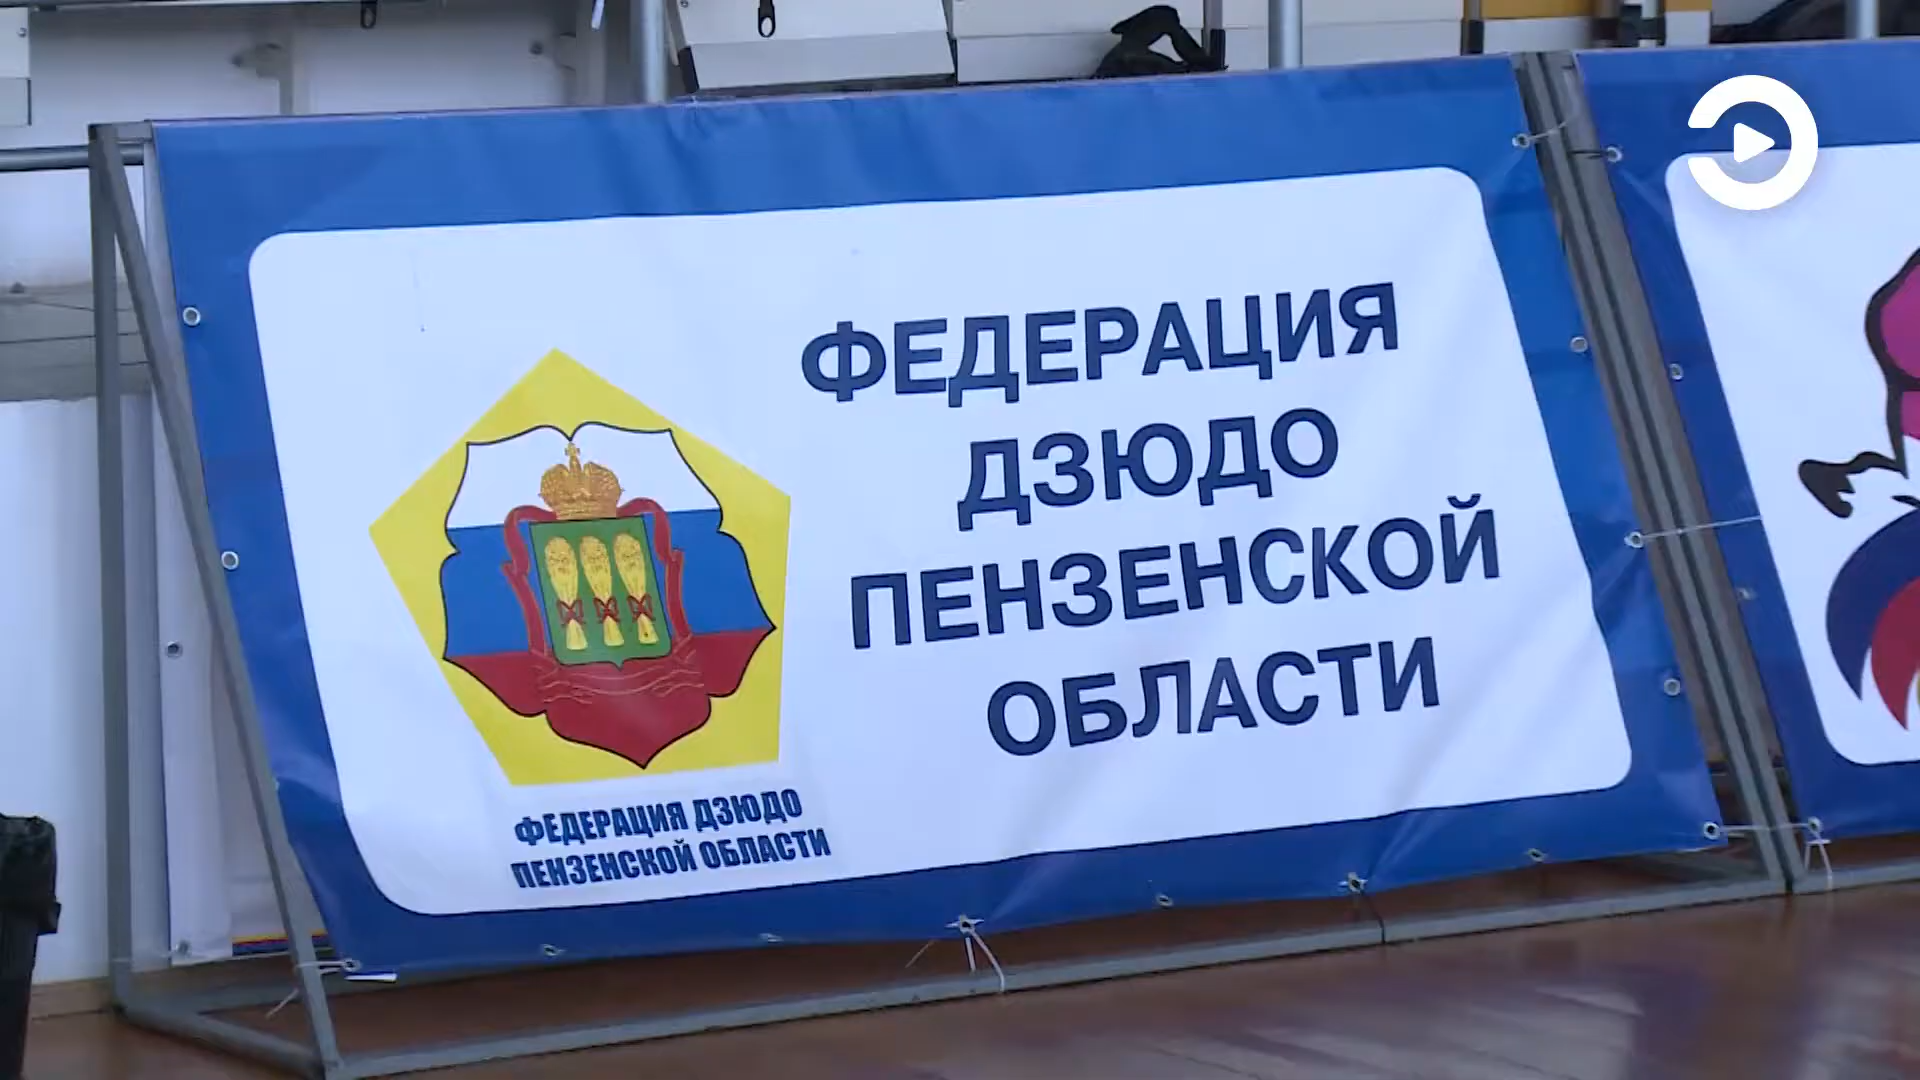 ФЕДЕРАЦИЯ
ДЗЮДО
ПЕНЗЕНСКОЙ
ОБЛАСТИ
ФЕДЕРАЦИЯ ДЗЮДО
ПЕНЗЕНСКОЙ ОБЛАСТИ